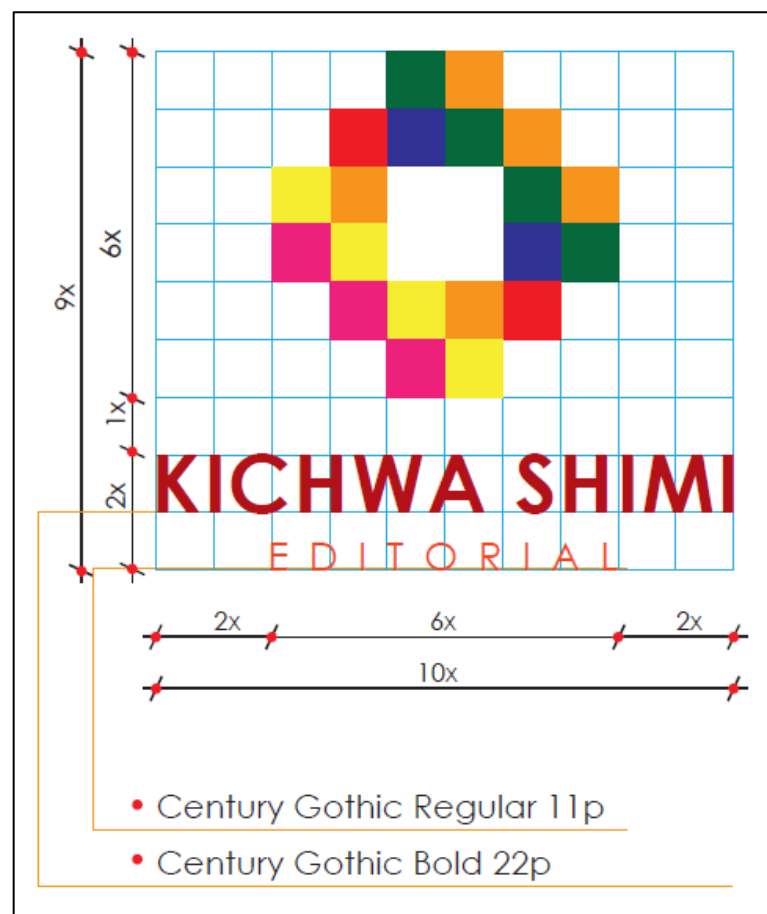 6x
9x
1x
2x
KICHWA SHIMI
EDITORIAL
2x 6x 2x
10x
• Century Gothic Regular 11p
• Century Gothic Bold 22p